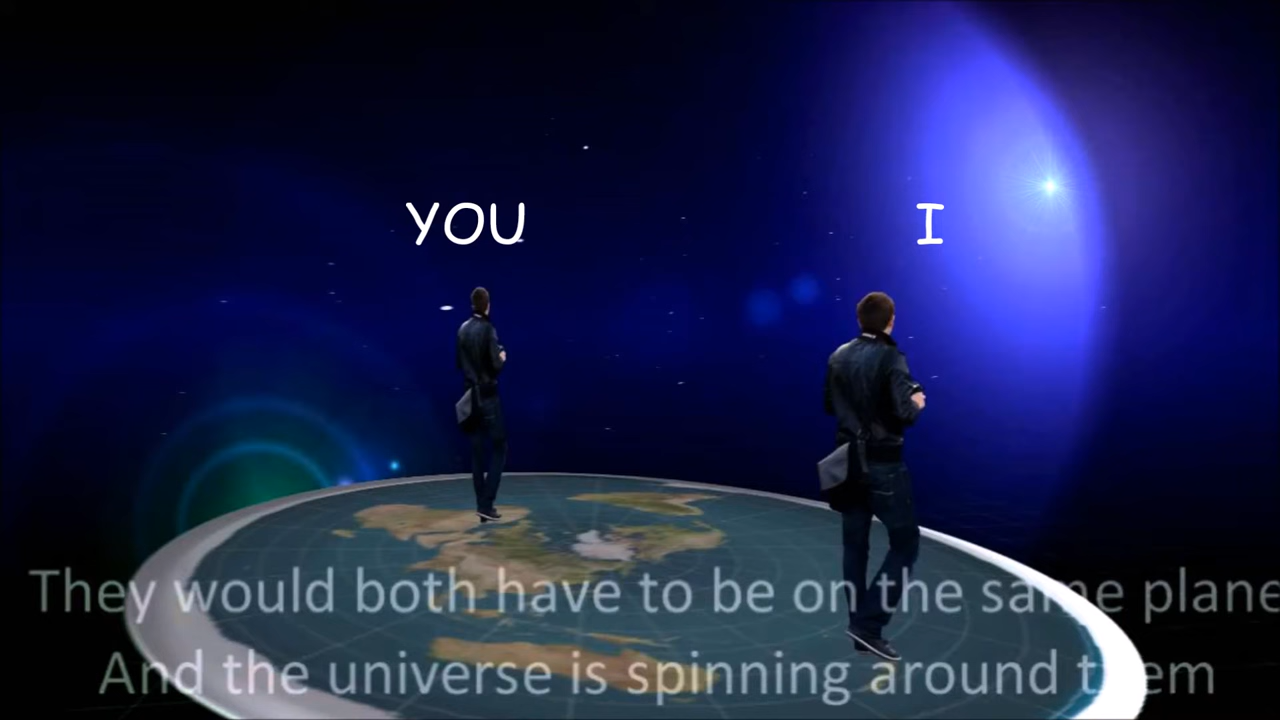 YOU I
They would both have to be on the same plane
And the universe is spinning around them